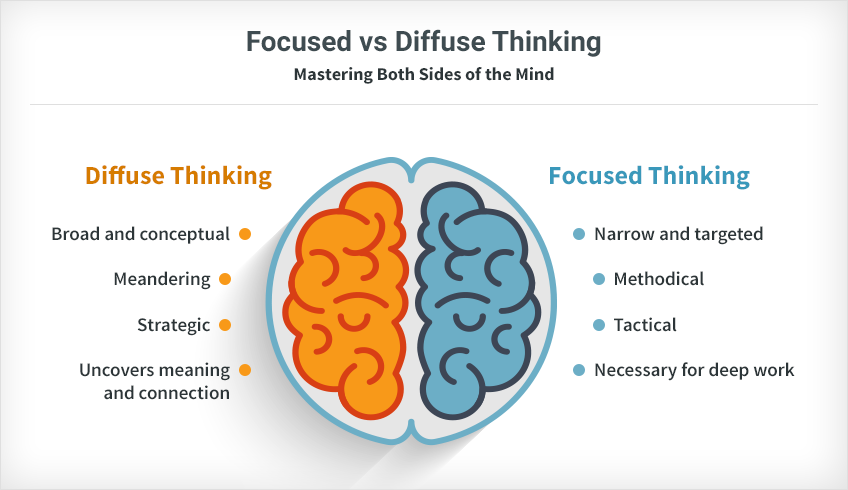 Focused vs Diffuse Thinking
Mastering Both Sides of the Mind
Diffuse Thinking
Broad and conceptual
Meandering
Strategic
Uncovers meaning
and connection
Focused Thinking
Narrow and targeted
Methodical
Tactical
Necessary for deep work